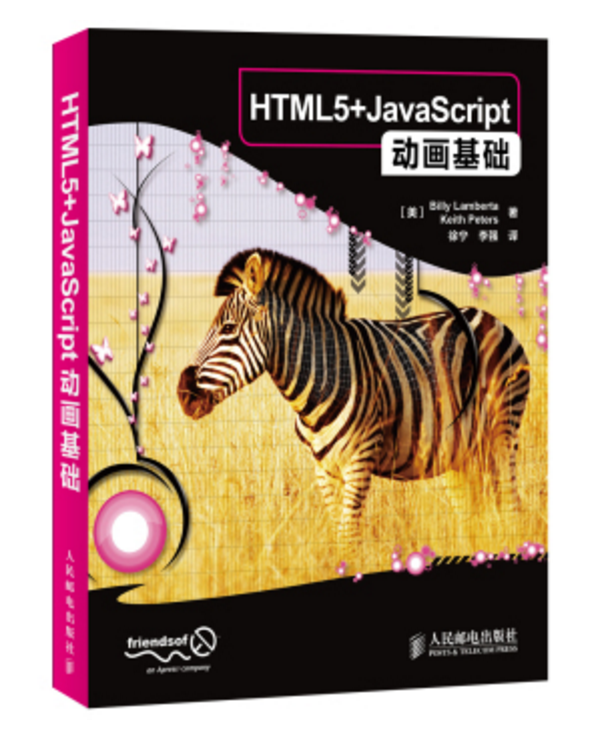 HTML5+JavaScript
动画基础
[美] Billy Lamberta
Keith Peters 著
徐宁 李强 译
HTML5+JavaScript 动画基础
人民邮电出版社
friendsof
an Apress company
人民邮电出版社
POSTS & TELECOM PRESS